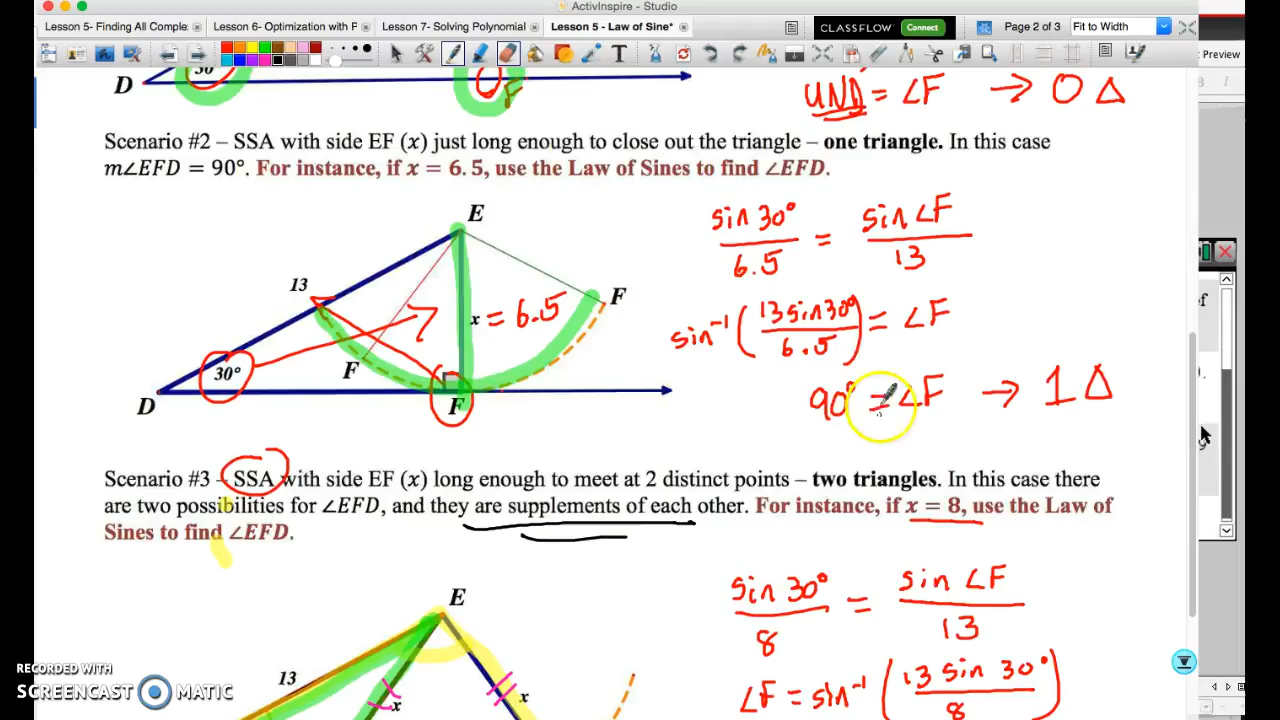 ActivInspire - Studio
Lesson 5- Finding All Comple: Lesson 6- Optimization with F Lesson 7- Solving Polynomial Lesson 5 - Law of Sine* CLASSFLOW Connect Page 2 of 3 Fit to Width
Preview
30
D
F
UND = ∠F → 0 Δ
Scenario #2 – SSA with side EF (x) just long enough to close out the triangle – one triangle. In this case
m∠EFD = 90°. For instance, if x = 6.5, use the Law of Sines to find ∠EFD.
E
13
x = 6.5
F
F
30°
D
F
sin 30° / 6.5 = sin ∠F / 13
sin⁻¹ (13 sin 30° / 6.5) = ∠F
90° = ∠F → 1 Δ
Scenario #3 – SSA with side EF (x) long enough to meet at 2 distinct points – two triangles. In this case there
are two possibilities for ∠EFD, and they are supplements of each other. For instance, if x = 8, use the Law of
Sines to find ∠EFD.
E
13
x
x
sin 30° / 8 = sin ∠F / 13
∠F = sin⁻¹ (13 sin 30° / 8)
RECORDED WITH
SCREENCAST MATIC